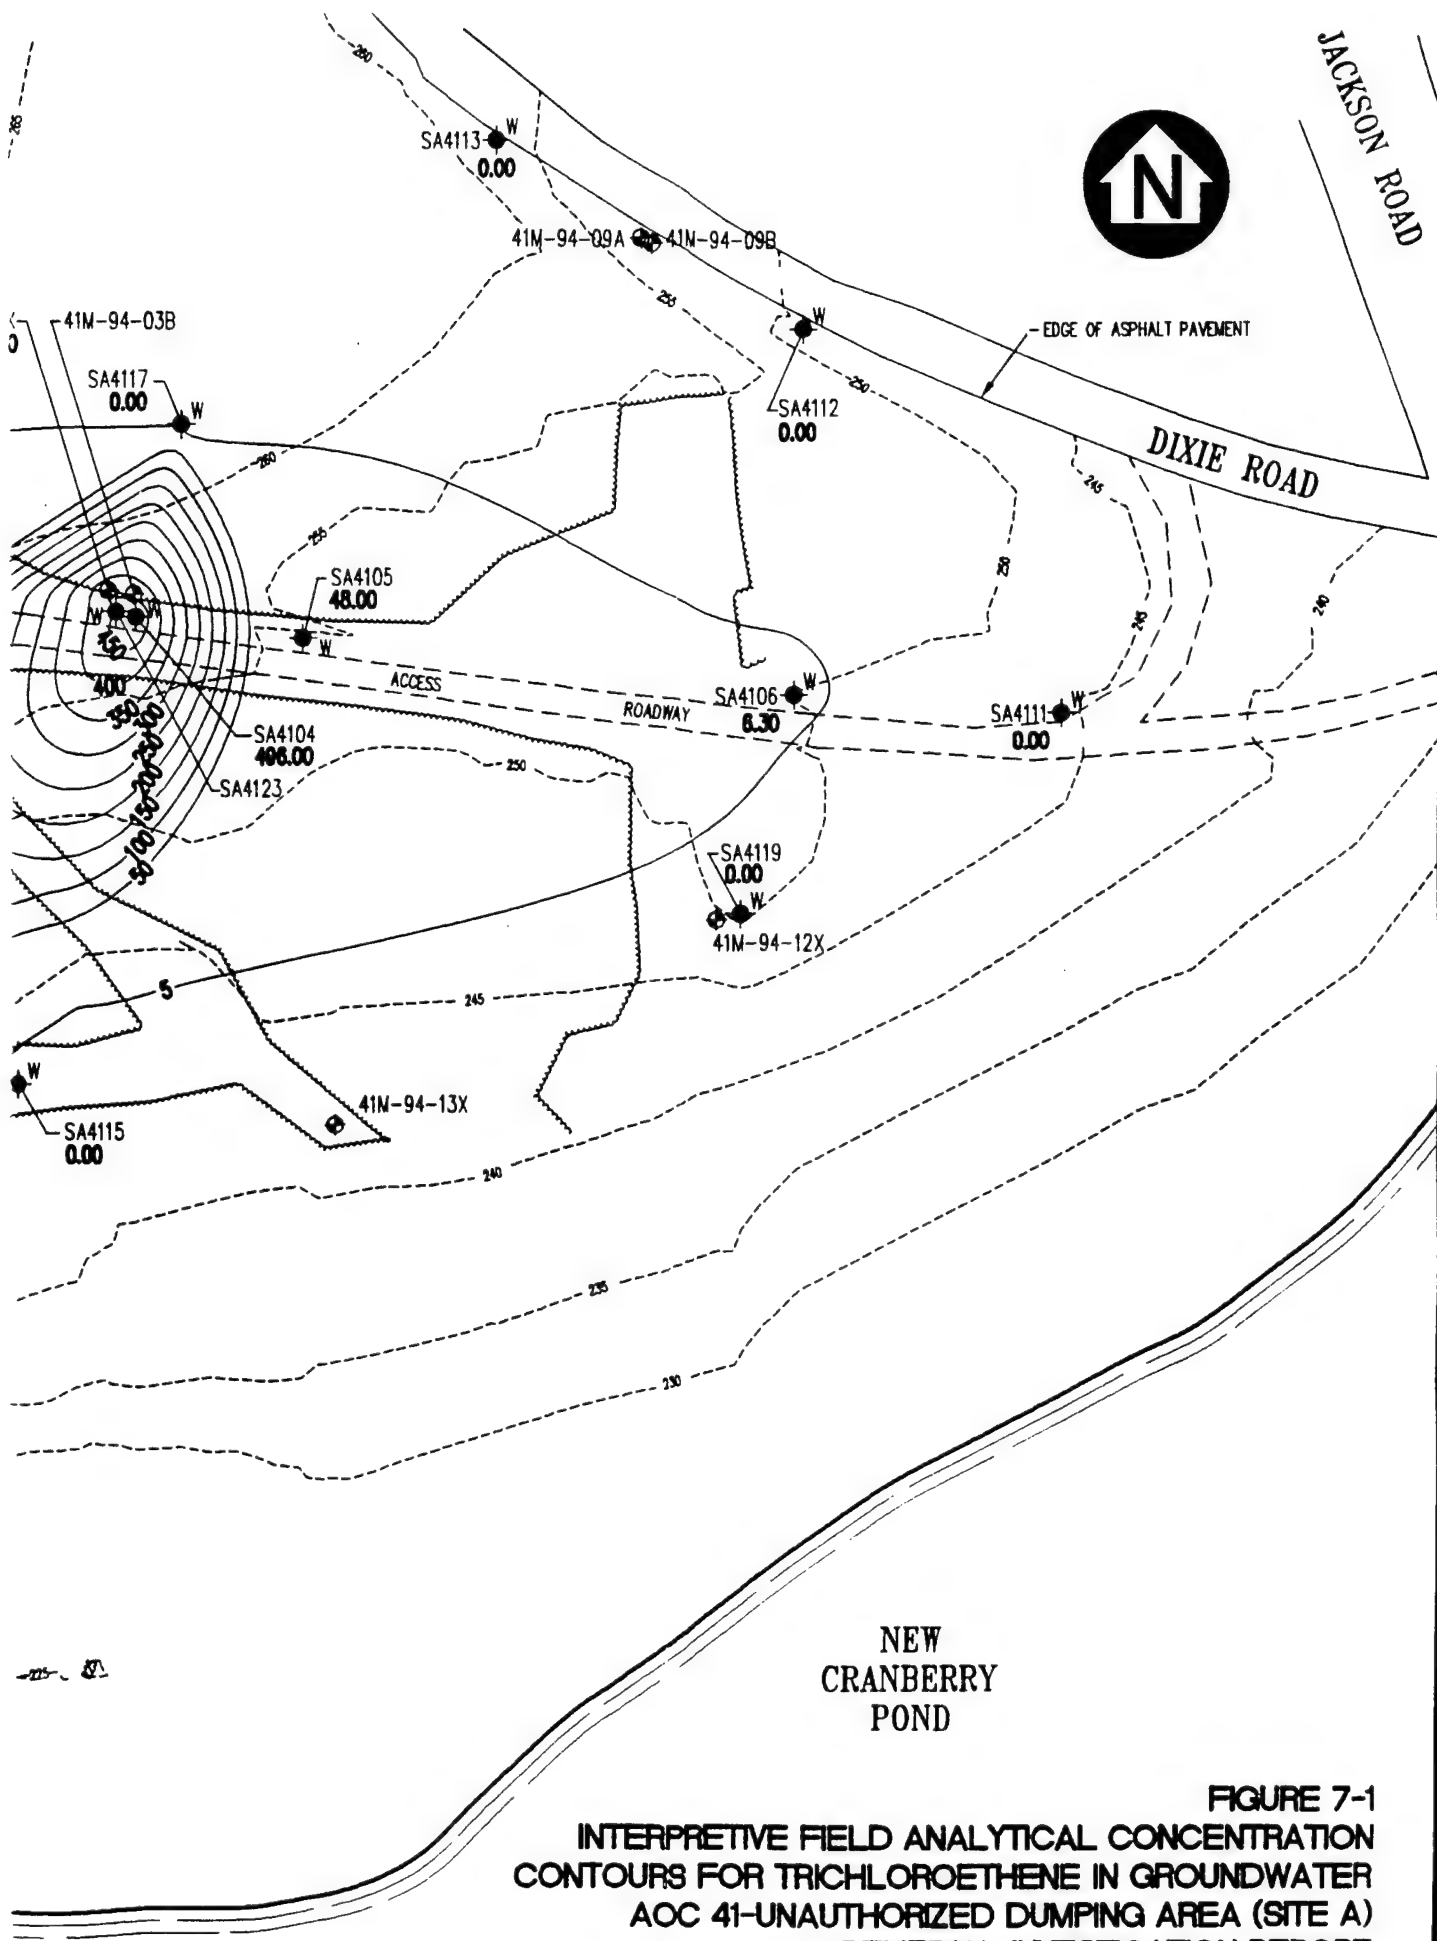 260
265
SA4113
W
0.00
N
JACKSON ROAD
41M-94-09A
41M-94-09B
255
41M-94-03B
0
SA4117
0.00
W
W
EDGE OF ASPHALT PAVEMENT
250
SA4112
0.00
DIXIE ROAD
260
245
255
250
SA4105
48.00
W
W
W
240
245
450
400
350
300
250
200
150
100
50
ACCESS
ROADWAY
SA4106
6.30
W
SA4111
0.00
W
SA4104
496.00
SA4123
250
SA4119
0.00
W
41M-94-12X
5
245
W
SA4115
0.00
41M-94-13X
240
235
230
225
NEW
CRANBERRY
POND
FIGURE 7-1
INTERPRETIVE FIELD ANALYTICAL CONCENTRATION
CONTOURS FOR TRICHLOROETHENE IN GROUNDWATER
AOC 41-UNAUTHORIZED DUMPING AREA (SITE A)